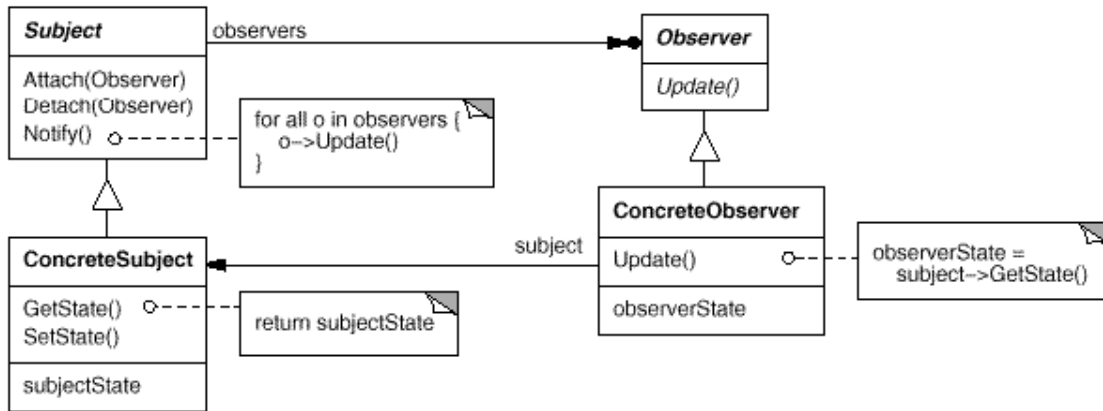 Subject
Attach(Observer)
Detach(Observer)
Notify()
observers
for all o in observers {
o->Update()
}
Observer
Update()
ConcreteSubject
GetState()
SetState()
subjectState
return subjectState
subject
ConcreteObserver
Update()
observerState
observerState =
subject->GetState()